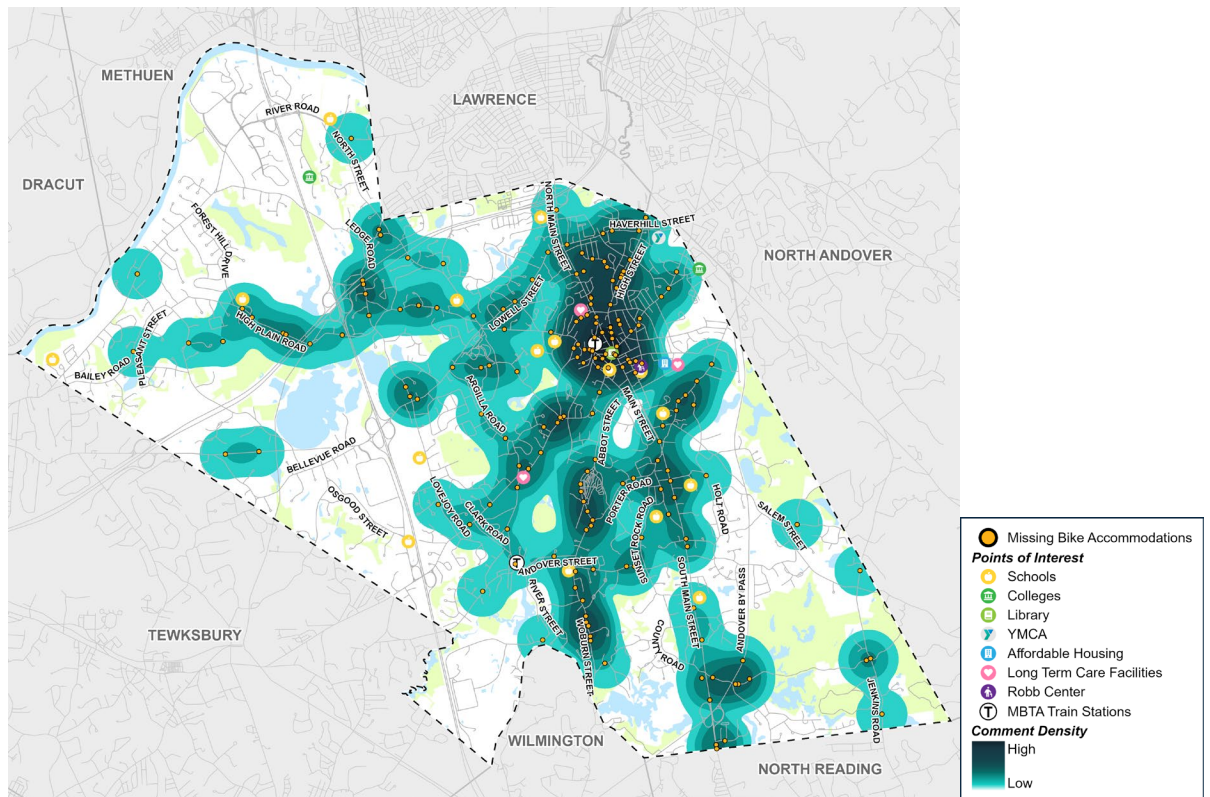 METHUEN
LAWRENCE
RIVER ROAD
NORTH STREET
DRACUT
FOREST HILL DRIVE
LEDGE ROAD
NORTH MAIN STREET
HAVERHILL STREET
NORTH ANDOVER
HIGH STREET
LOWELL STREET
HIGH PLAIN ROAD
PLEASANT STREET
BAILEY ROAD
T
ARGILLA ROAD
MAIN STREET
ABBOT STREET
BELLEVUE ROAD
OSGOOD STREET
LOVEJOY ROAD
CLARK ROAD
PORTER ROAD
HOLT ROAD
SALEM STREET
SUNSET ROCK ROAD
T
ANDOVER STREET
RIVER STREET
WOBURN STREET
SOUTH MAIN STREET
ANDOVER BY PASS
COUNTY ROAD
JENKINS ROAD
TEWKSBURY
WILMINGTON
NORTH READING
Missing Bike Accommodations
Points of Interest
Schools
Colleges
Library
YMCA
Affordable Housing
Long Term Care Facilities
Robb Center
T MBTA Train Stations
Comment Density
High
Low